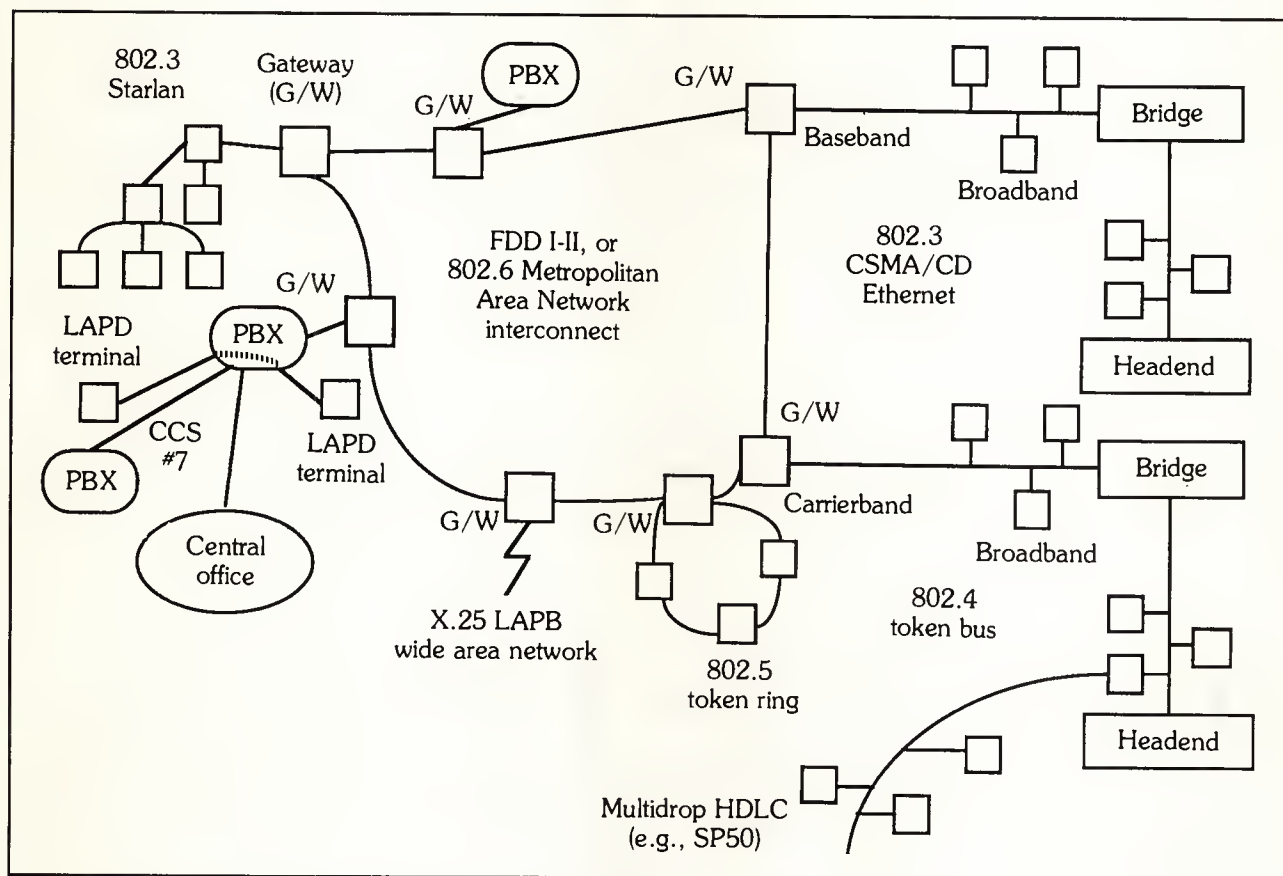 802.3
Starlan
Gateway
(G/W)
G/W
PBX
G/W
Baseband
Broadband
Bridge
FDD I-II, or
802.6 Metropolitan
Area Network
interconnect
802.3
CSMA/CD
Ethernet
Headend
G/W
LAPD
terminal
PBX
CCS
#7
LAPD
terminal
PBX
Central
office
G/W
X.25 LAPB
wide area network
G/W
802.5
token ring
G/W
Carrierband
Broadband
Bridge
802.4
token bus
Headend
Multidrop HDLC
(e.g., SP50)